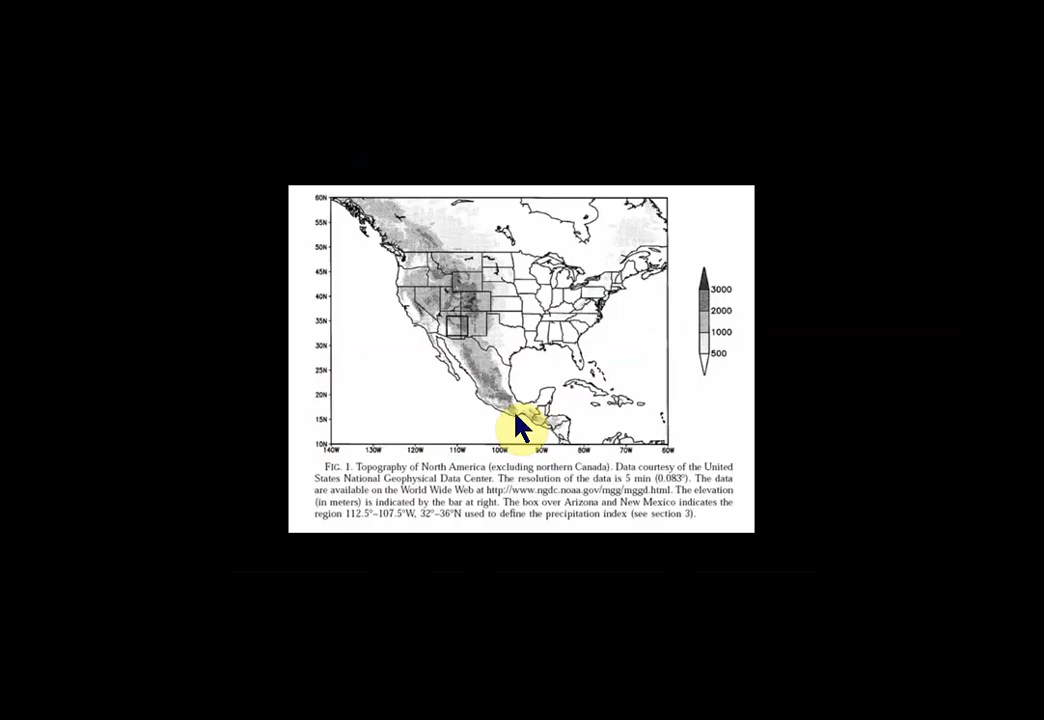 60N
55N
50N
45N
40N
35N
30N
25N
20N
15N
10N
140W 130W 120W 110W 100W 90W 80W 70W 60W
3000
2000
1000
500
FIG. 1. Topography of North America (excluding northern Canada). Data courtesy of the United
States National Geophysical Data Center. The resolution of the data is 5 min (0.083°). The data
are available on the World Wide Web at http://www.ngdc.noaa.gov/mgg/mggd.html. The elevation
(in meters) is indicated by the bar at right. The box over Arizona and New Mexico indicates the
region 112.5°–107.5°W, 32°–36°N used to define the precipitation index (see section 3).